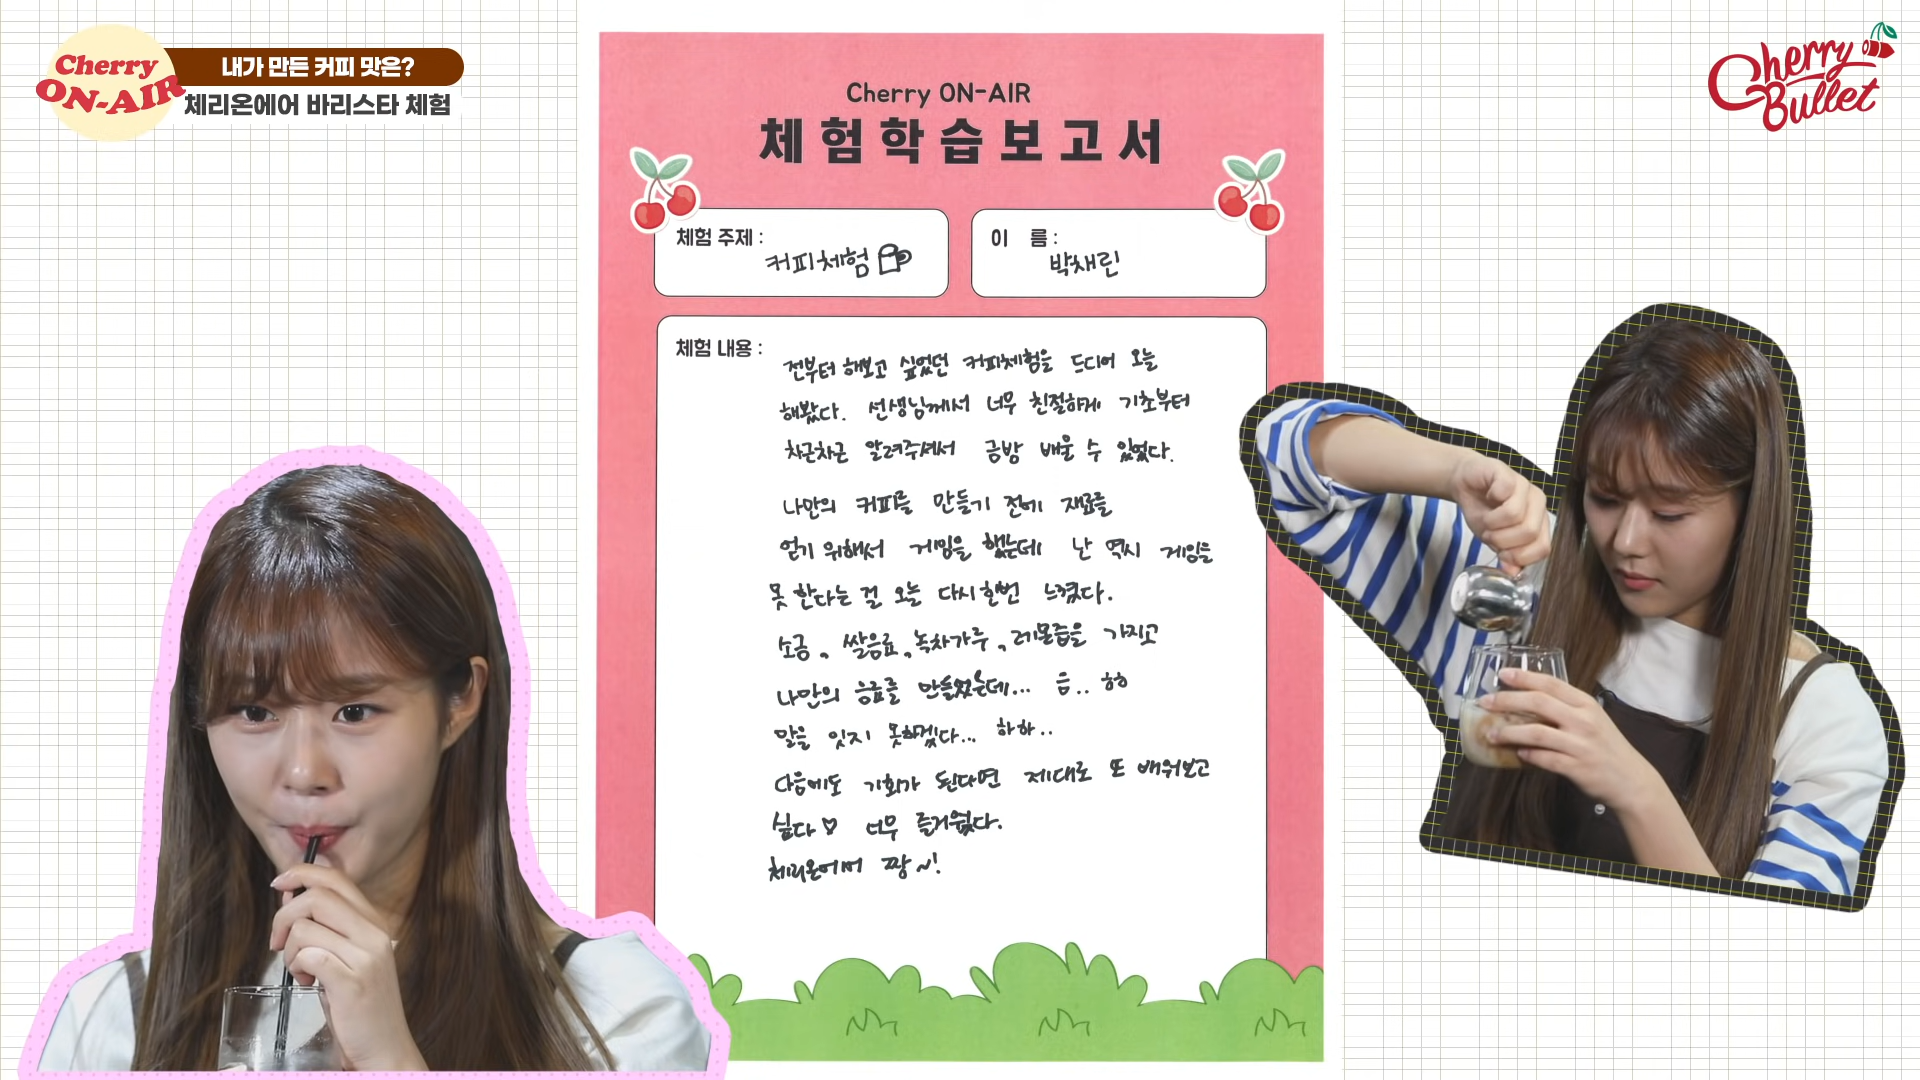 Cherry
ON-AIR
내가 만든 커피 맛은?
체리온에어 바리스타 체험
Cherry
Bullet
Cherry ON-AIR
체험학습보고서
체험 주제 :
커피체험
이 름 :
박채린
체험 내용 :
전부터 해보고 싶었던 커피체험을 드디어 오늘
해봤다. 선생님께서 너무 친절하게 기초부터
차근차근 알려주셔서 금방 배울 수 있었다.
나만의 커피를 만들기 전에 재료를
얻기 위해서 게임을 했는데 난 역시 게임을
못 한다는 걸 오늘 다시한번 느꼈다.
소금, 쌀음료, 녹차가루, 레몬즙을 가지고
나만의 음료를 만들었는데... 음.. ㅎㅎ
말을 잇지 못하겠다... 하하..
다음에도 기회가 된다면 제대로 또 배워보고
싶다♡ 너무 즐거웠다.
체리온에어 짱~!